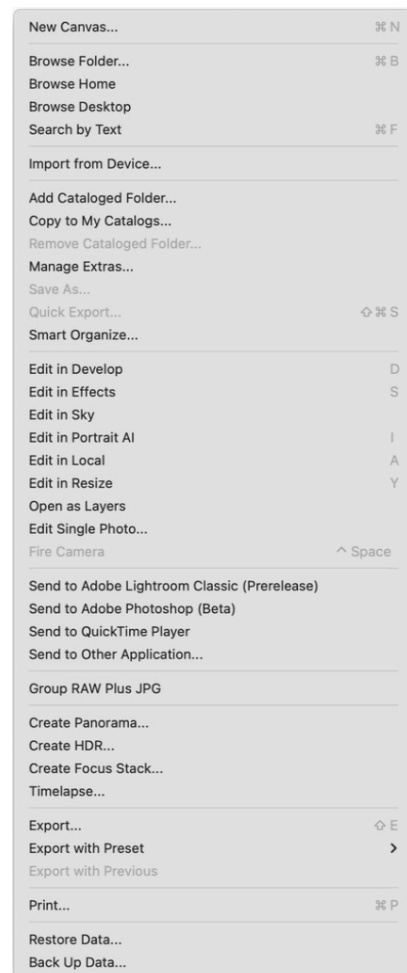 New Canvas... ⌘ N
Browse Folder... ⌘ B
Browse Home
Browse Desktop
Search by Text ⌘ F
Import from Device...
Add Cataloged Folder...
Copy to My Catalogs...
Remove Cataloged Folder...
Manage Extras...
Save As...
Quick Export... ⇧ ⌘ S
Smart Organize...
Edit in Develop D
Edit in Effects S
Edit in Sky
Edit in Portrait AI I
Edit in Local A
Edit in Resize Y
Open as Layers
Edit Single Photo...
Fire Camera ^ Space
Send to Adobe Lightroom Classic (Prerelease)
Send to Adobe Photoshop (Beta)
Send to QuickTime Player
Send to Other Application...
Group RAW Plus JPG
Create Panorama...
Create HDR...
Create Focus Stack...
Timelapse...
Export... ⇧ E
Export with Preset >
Export with Previous
Print... ⌘ P
Restore Data...
Back Up Data...